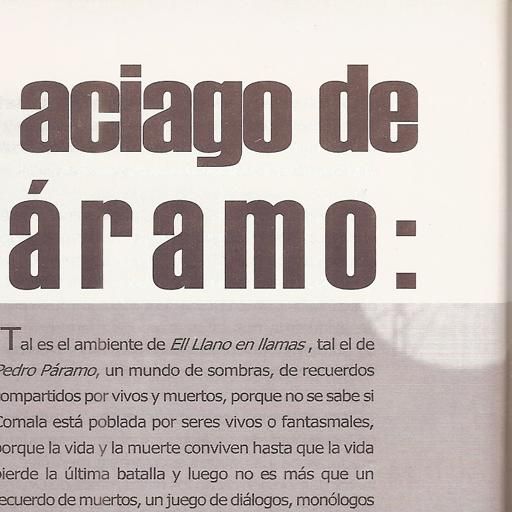 aciago de
áramo:
Tal es el ambiente de Ell Llano en llamas , tal el de
Pedro Páramo, un mundo de sombras, de recuerdos
compartidos por vivos y muertos, porque no se sabe si
Comala está poblada por seres vivos o fantasmales,
porque la vida y la muerte conviven hasta que la vida
pierde la última batalla y luego no es más que un
recuerdo de muertos, un juego de diálogos, monólogos